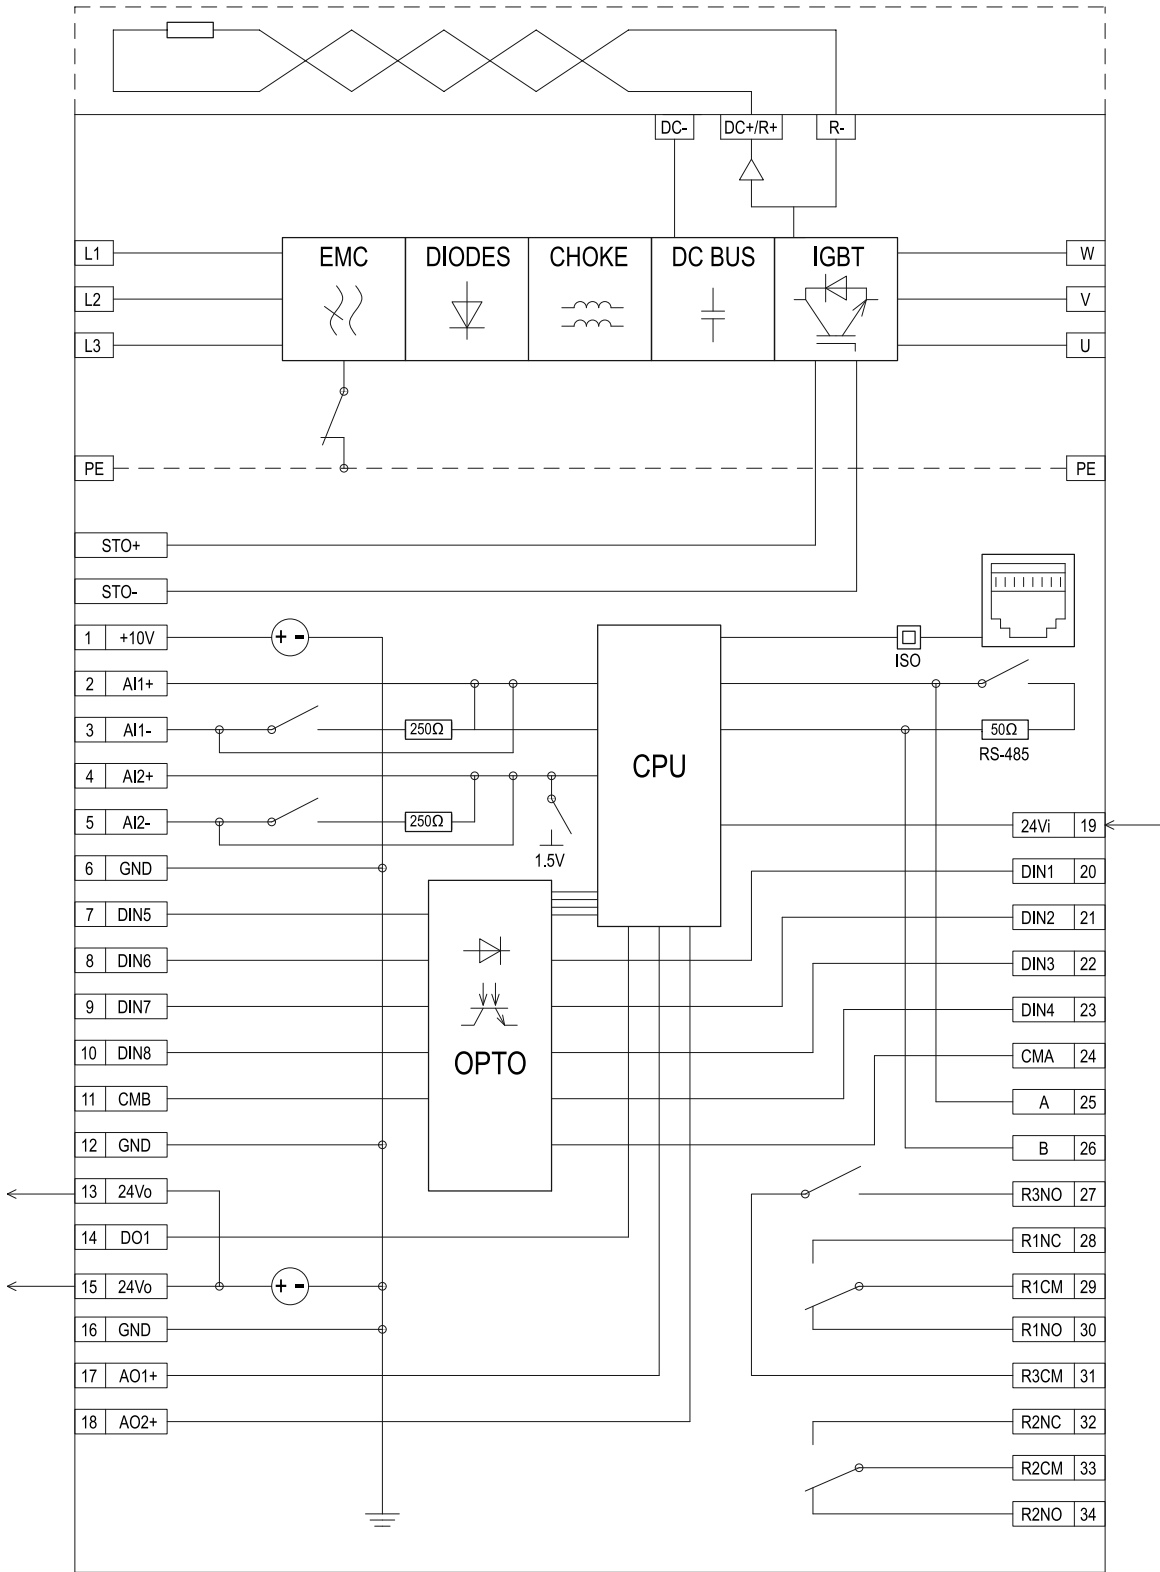 DC- DC+/R+ R-
EMC DIODES CHOKE DC BUS IGBT
L1 W
L2 V
L3 U
PE PE
STO+
STO-
1 +10V + -
ISO
2 AI1+
3 AI1- 250Ω 50Ω
RS-485
CPU
4 AI2+
5 AI2- 250Ω 24Vi 19
1.5V
6 GND DIN1 20
7 DIN5 DIN2 21
8 DIN6 DIN3 22
9 DIN7 DIN4 23
10 DIN8 OPTO CMA 24
11 CMB A 25
12 GND B 26
13 24Vo R3NO 27
14 DO1 R1NC 28
15 24Vo + - R1CM 29
16 GND R1NO 30
17 AO1+ R3CM 31
18 AO2+ R2NC 32
R2CM 33
R2NO 34